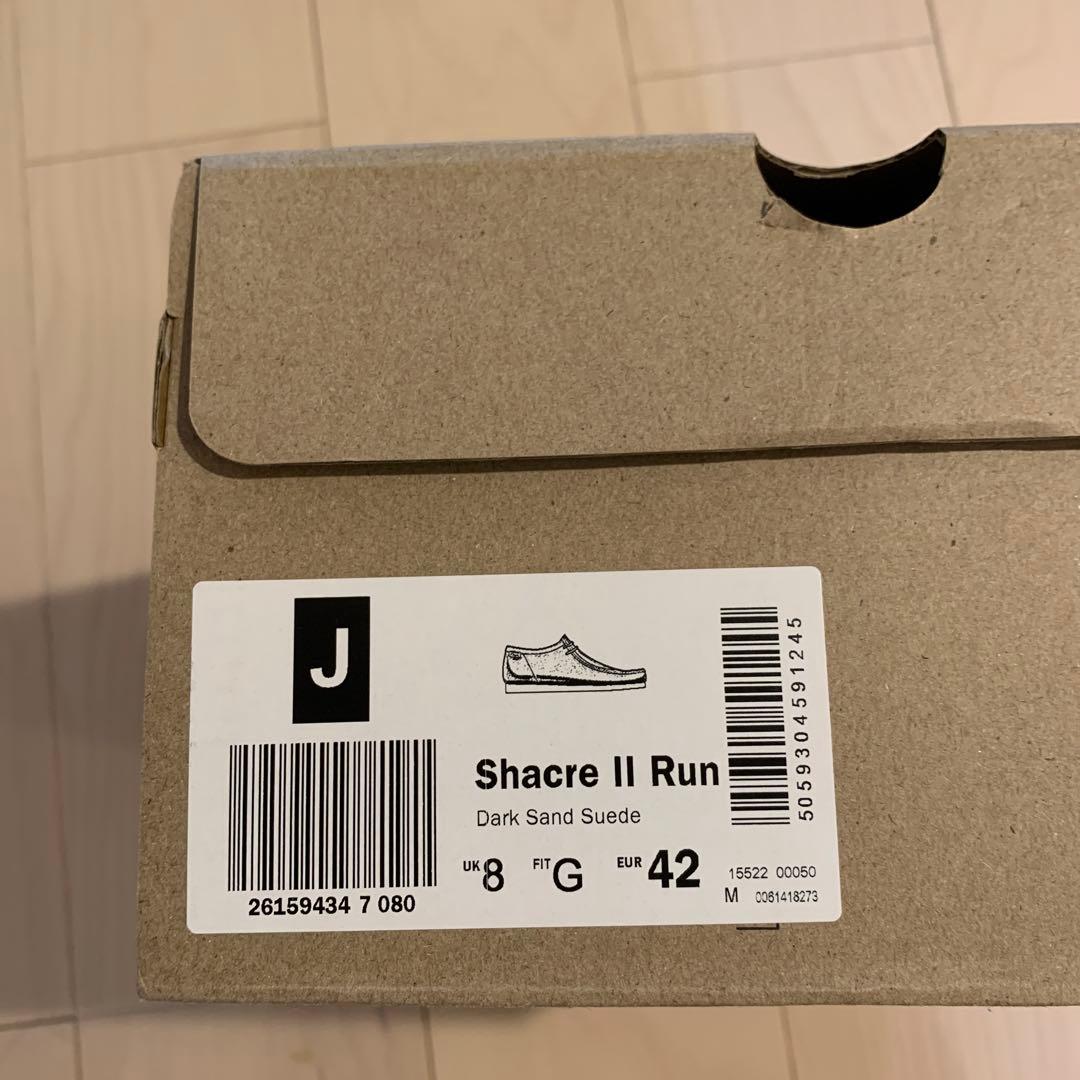 J
Shacre II Run
Dark Sand Suede
UK 8 FIT G EUR 42
26159434 7 080
5059304591245
15522 00050
M 0061418273